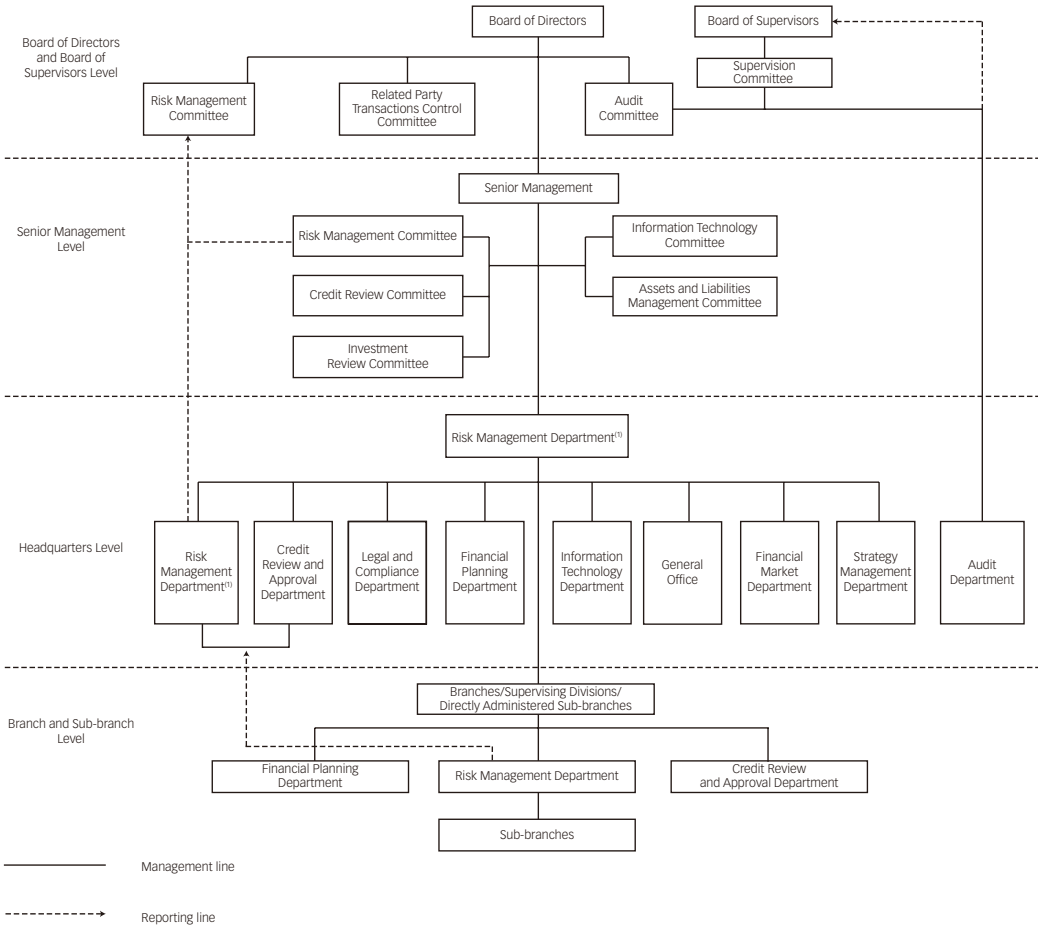 Board of Directors
Board of Supervisors
Board of Directors
and Board of
Supervisors Level
Supervision
Committee
Risk Management
Committee
Related Party
Transactions Control
Committee
Audit
Committee
Senior Management
Senior Management
Level
Risk Management Committee
Information Technology
Committee
Credit Review Committee
Assets and Liabilities
Management Committee
Investment
Review Committee
Risk Management Department(1)
Headquarters Level
Risk
Management
Department(1)
Credit
Review and
Approval
Department
Legal and
Compliance
Department
Financial
Planning
Department
Information
Technology
Department
General
Office
Financial
Market
Department
Strategy
Management
Department
Audit
Department
Branches/Supervising Divisions/
Directly Administered Sub-branches
Branch and Sub-branch
Level
Financial Planning
Department
Risk Management Department
Credit Review
and Approval Department
Sub-branches
Management line
Reporting line